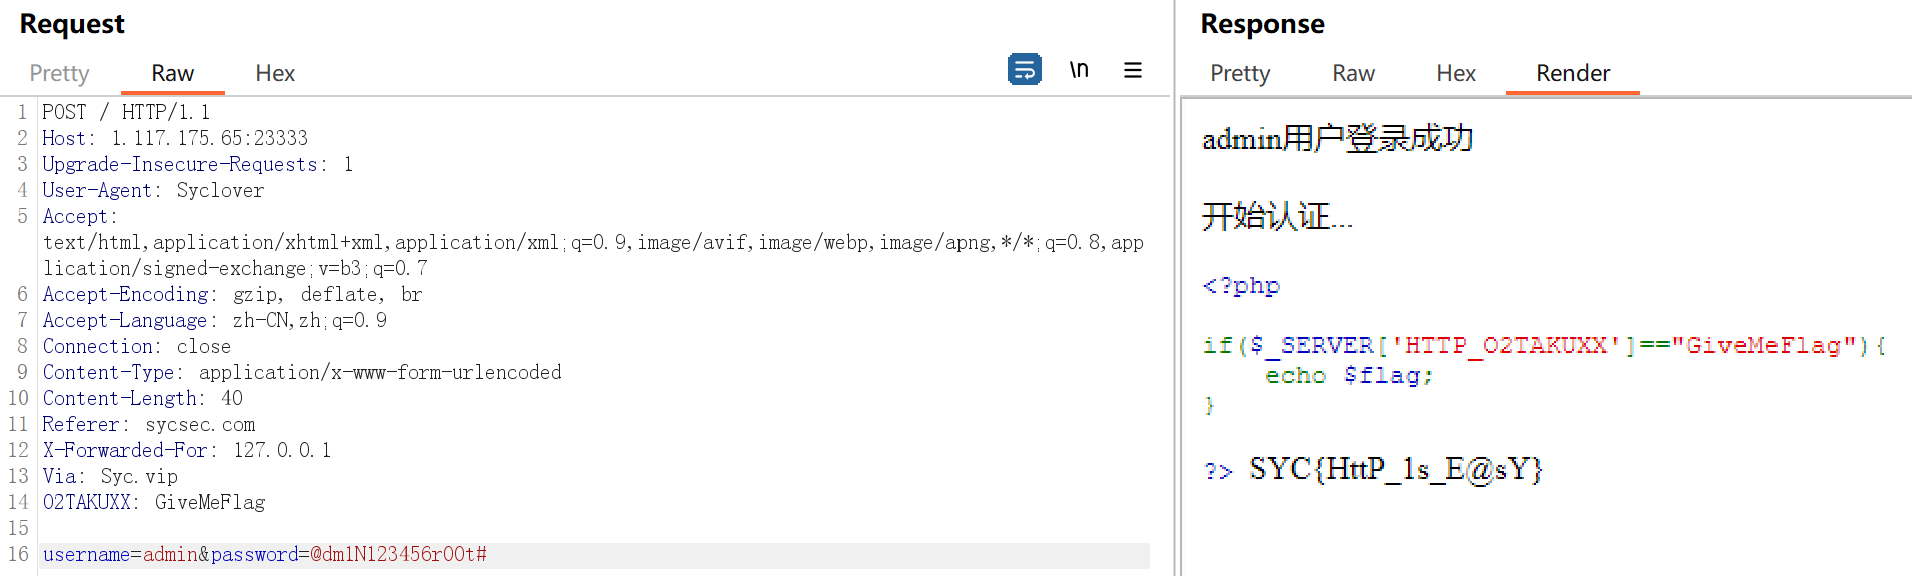 Request
Pretty Raw Hex \n
1 POST / HTTP/1.1
2 Host: 1.117.175.65:23333
3 Upgrade-Insecure-Requests: 1
4 User-Agent: Syclover
5 Accept:
text/html,application/xhtml+xml,application/xml;q=0.9,image/avif,image/webp,image/apng,*/*;q=0.8,app
lication/signed-exchange;v=b3;q=0.7
6 Accept-Encoding: gzip, deflate, br
7 Accept-Language: zh-CN,zh;q=0.9
8 Connection: close
9 Content-Type: application/x-www-form-urlencoded
10 Content-Length: 40
11 Referer: sycsec.com
12 X-Forwarded-For: 127.0.0.1
13 Via: Syc.vip
14 O2TAKUXX: GiveMeFlag
15
16 username=admin&password=@dm1N123456r00t#
Response
Pretty Raw Hex Render
admin用户登录成功
开始认证...
<?php
if($_SERVER['HTTP_O2TAKUXX']=="GiveMeFlag"){
echo $flag;
}
?> SYC{HttP_1s_E@sY}